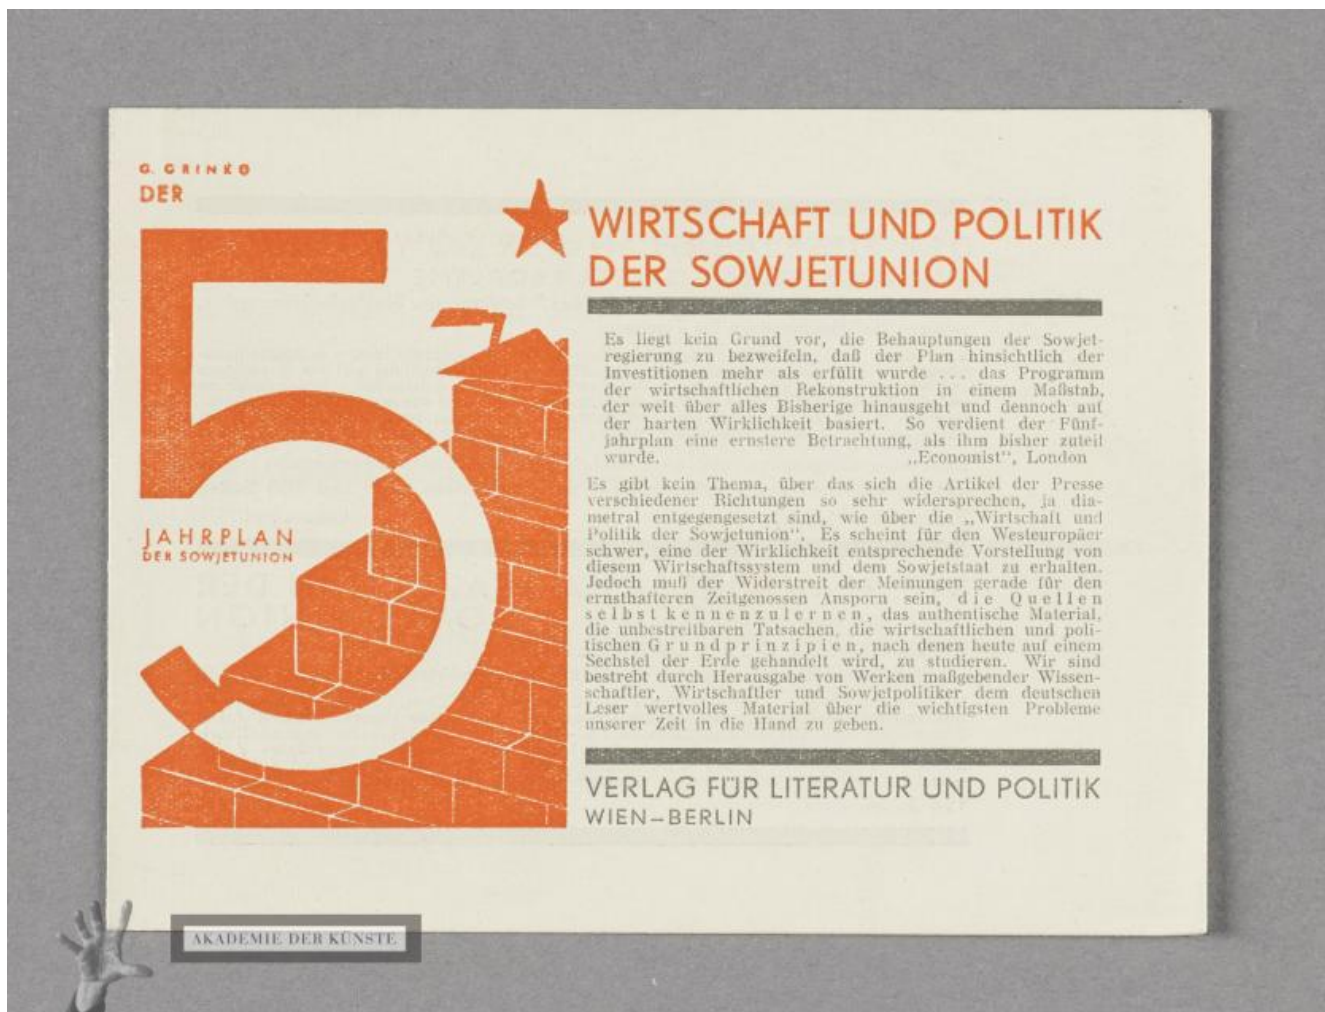 G. GRINKO
DER
5
JAHRPLAN
DER SOWJETUNION
WIRTSCHAFT UND POLITIK
DER SOWJETUNION
Es liegt kein Grund vor, die Behauptungen der Sowjet-
regierung zu bezweifeln, daß der Plan hinsichtlich der
Investitionen mehr als erfüllt wurde ... das Programm
der wirtschaftlichen Rekonstruktion in einem Maßstab,
der weit über alles Bisherige hinausgeht und dennoch auf
der harten Wirklichkeit basiert. So verdient der Fünf-
jahrplan eine ernstere Betrachtung, als ihm bisher zuteil
wurde. „Economist“, London
Es gibt kein Thema, über das sich die Artikel der Presse
verschiedener Richtungen so sehr widersprechen, ja dia-
metral entgegengesetzt sind, wie über die „Wirtschaft und
Politik der Sowjetunion“. Es scheint für den Westeuropäer
schwer, eine der Wirklichkeit entsprechende Vorstellung von
diesem Wirtschaftssystem und dem Sowjetstaat zu erhalten.
Jedoch muß der Widerstreit der Meinungen gerade für den
ernsthafteren Zeitgenossen Ansporn sein, die Quellen
selbst kennenzulernen, das authentische Material,
die unbestreitbaren Tatsachen, die wirtschaftlichen und poli-
tischen Grundprinzipien, nach denen heute auf einem
Sechstel der Erde gehandelt wird, zu studieren. Wir sind
bestrebt durch Herausgabe von Werken maßgebender Wissen-
schaftler, Wirtschaftler und Sowjetpolitiker dem deutschen
Leser wertvolles Material über die wichtigsten Probleme
unserer Zeit in die Hand zu geben.
VERLAG FÜR LITERATUR UND POLITIK
WIEN–BERLIN
AKADEMIE DER KÜNSTE